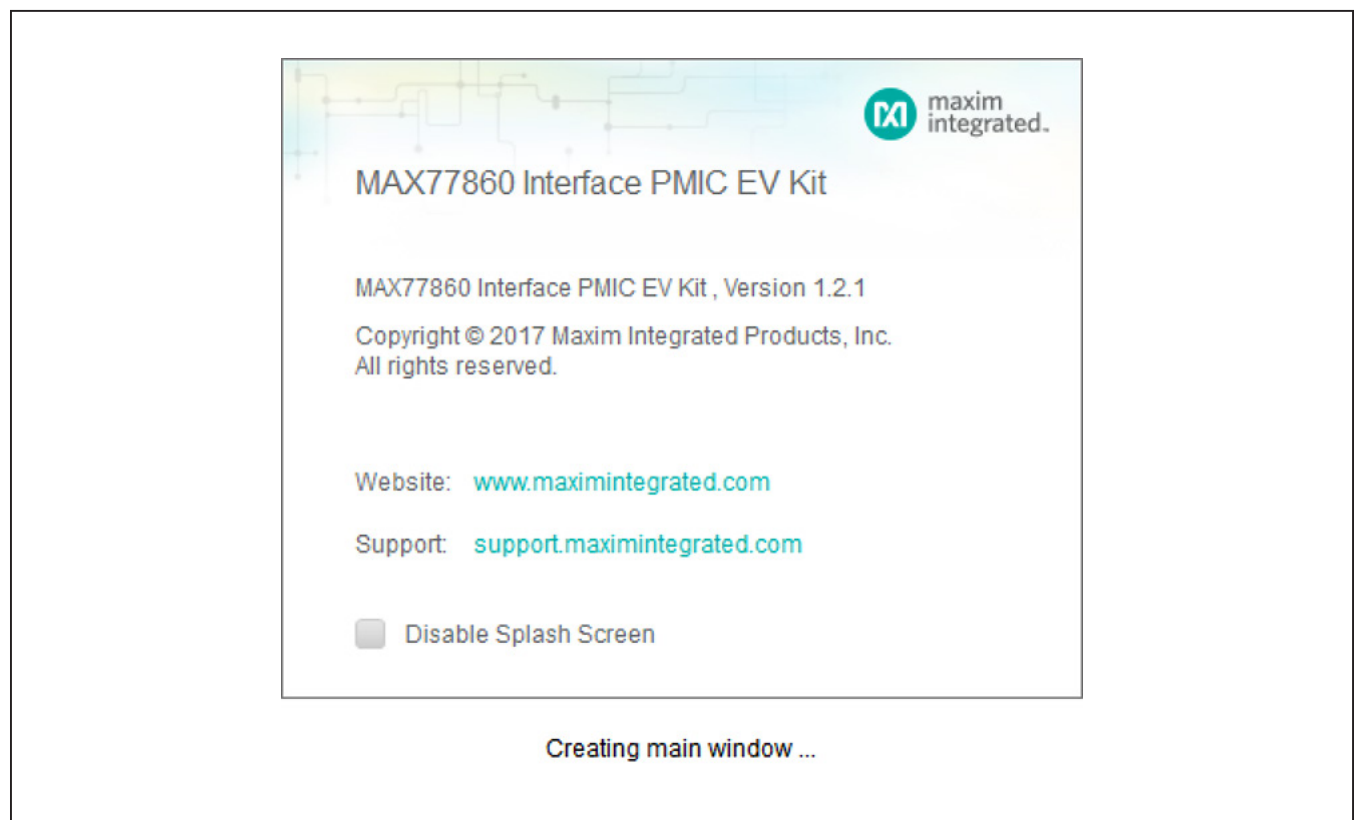 maxim
integrated.
MAX77860 Interface PMIC EV Kit
MAX77860 Interface PMIC EV Kit , Version 1.2.1
Copyright © 2017 Maxim Integrated Products, Inc.
All rights reserved.
Website: www.maximintegrated.com
Support: support.maximintegrated.com
Disable Splash Screen
Creating main window ...